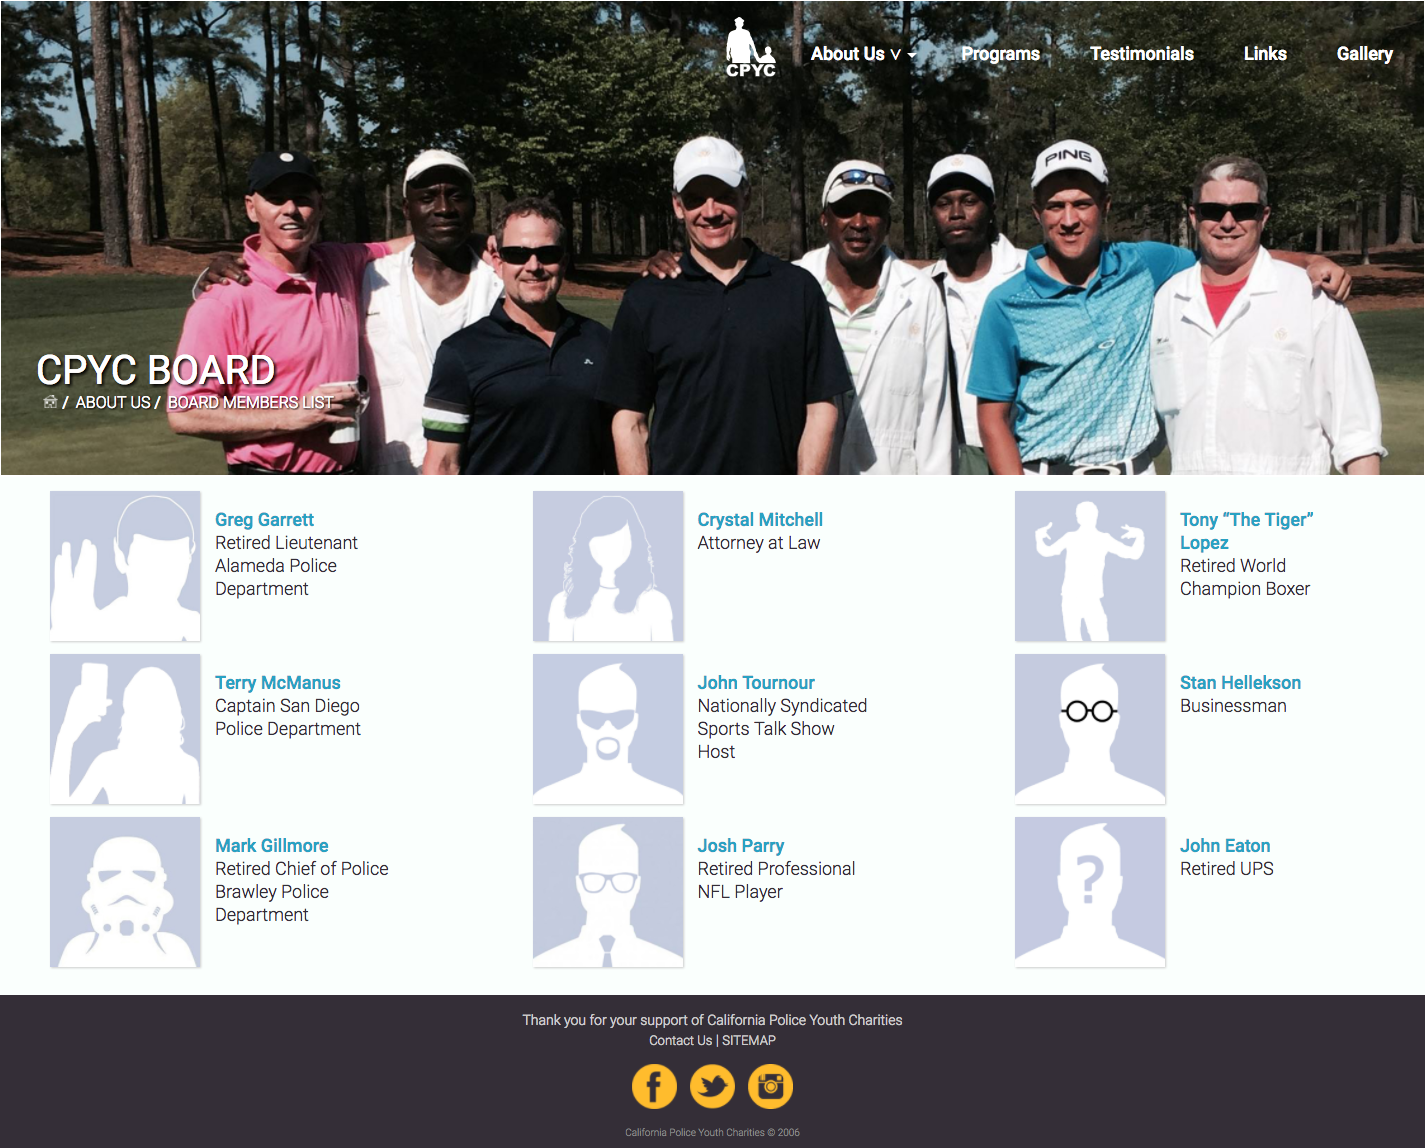 CPYC
About Us ∨
Programs
Testimonials
Links
Gallery
PING
CPYC BOARD
/ ABOUT US / BOARD MEMBERS LIST
Greg Garrett
Retired Lieutenant
Alameda Police
Department
Crystal Mitchell
Attorney at Law
Tony “The Tiger”
Lopez
Retired World
Champion Boxer
Terry McManus
Captain San Diego
Police Department
John Tournour
Nationally Syndicated
Sports Talk Show
Host
Stan Hellekson
Businessman
Mark Gillmore
Retired Chief of Police
Brawley Police
Department
Josh Parry
Retired Professional
NFL Player
?
John Eaton
Retired UPS
Thank you for your support of California Police Youth Charities
Contact Us | SITEMAP
California Police Youth Charities © 2006